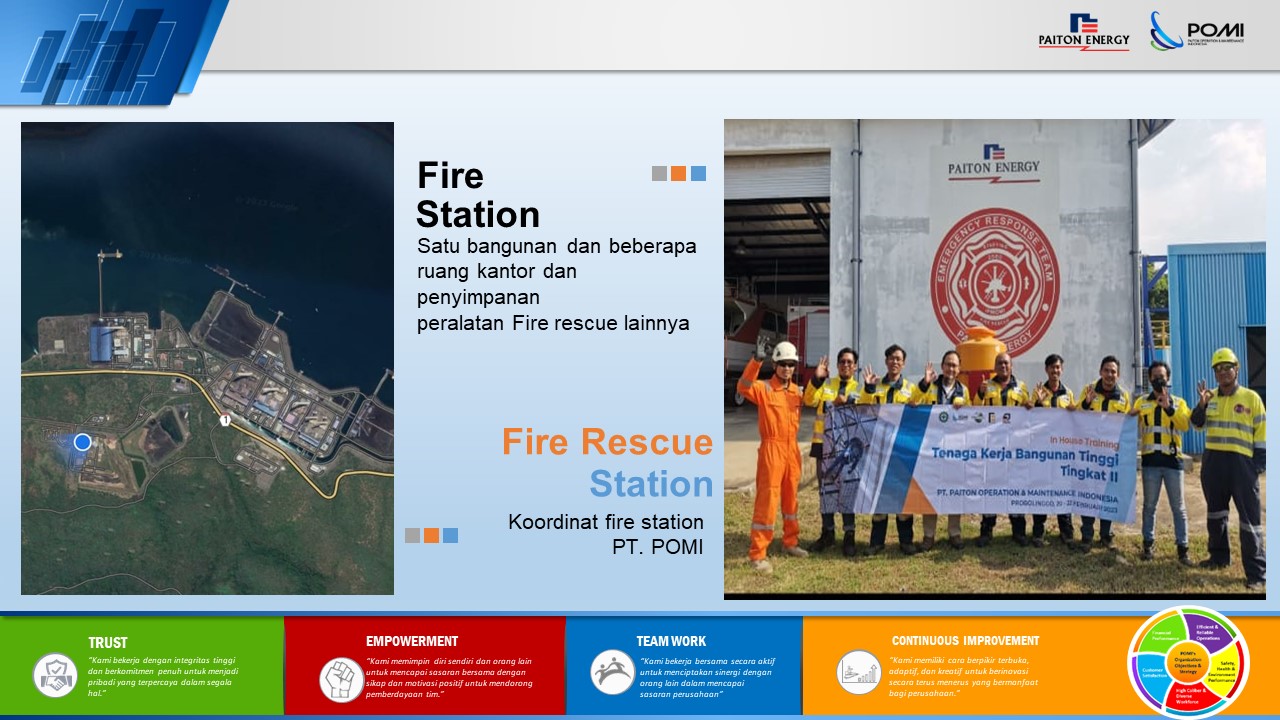 PAITON ENERGY
POMI
PAITON OPERATION & MAINTENANCE
INDONESIA
Fire
Station
Satu bangunan dan beberapa
ruang kantor dan
penyimpanan
peralatan Fire rescue lainnya
1
Fire Rescue
Station
Koordinat fire station
PT. POMI
PAITON ENERGY
EMERGENCY RESPONSE TEAM
In House Training
Tenaga Kerja Bangunan Tinggi
Tingkat II
PT. PAITON OPERATION & MAINTENANCE INDONESIA
PROBOLINGGO, 20 - 22 FEBRUARI 2023
TRUST
"Kami bekerja dengan integritas tinggi
dan berkomitmen penuh untuk menjadi
pribadi yang terpercaya dalam segala
hal."
EMPOWERMENT
"Kami memimpin diri sendiri dan orang lain
untuk mencapai sasaran bersama dengan
sikap dan motivasi positif untuk mendorong
pemberdayaan tim."
TEAM WORK
"Kami bekerja bersama secara aktif
untuk menciptakan sinergi dengan
orang lain dalam mencapai
sasaran perusahaan"
CONTINUOUS IMPROVEMENT
"Kami memiliki cara berpikir terbuka,
adaptif, dan kreatif untuk berinovasi
secara terus menerus yang bermanfaat
bagi perusahaan."
Financial
Performance
Efficient &
Reliable
Operations
Safety,
Health &
Environment
Performance
High Caliber &
Diverse
Workforce
Customer
Satisfaction
POMI's
Organization
Objectives &
Strategy